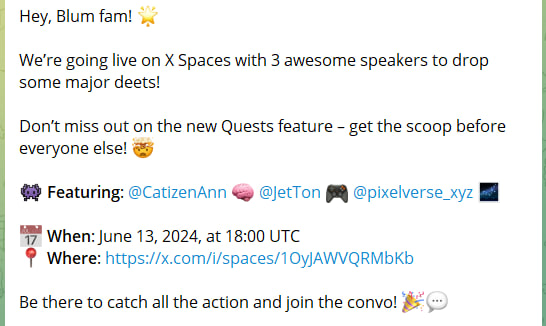 Hey, Blum fam! 🌟
We’re going live on X Spaces with 3 awesome speakers to drop
some major deets!
Don’t miss out on the new Quests feature – get the scoop before
everyone else! 🤯
👾 Featuring: @CatizenAnn 🧠 @JetTon 🎮 @pixelverse_xyz 🌌
📅 When: June 13, 2024, at 18:00 UTC
📍 Where: https://x.com/i/spaces/1OyJAWVQRMbKb
Be there to catch all the action and join the convo! 🎉💬